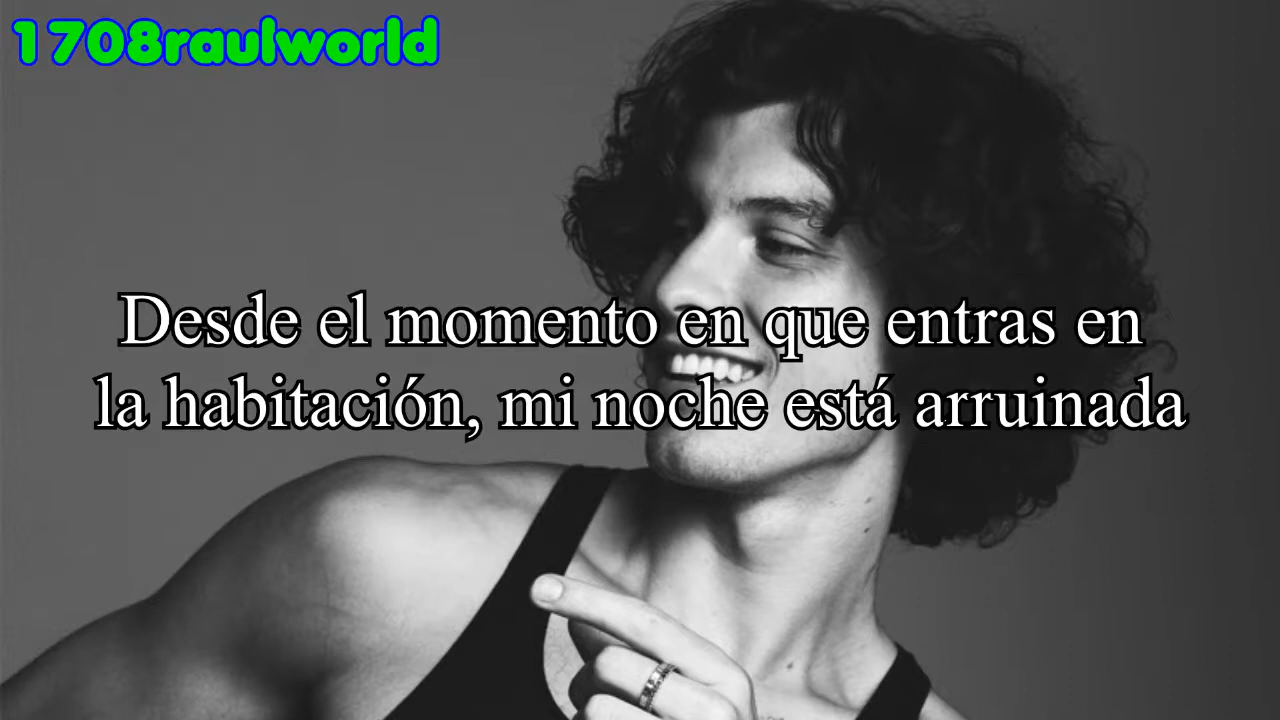 1708raulworld
Desde el momento en que entras en
la habitación, mi noche está arruinada